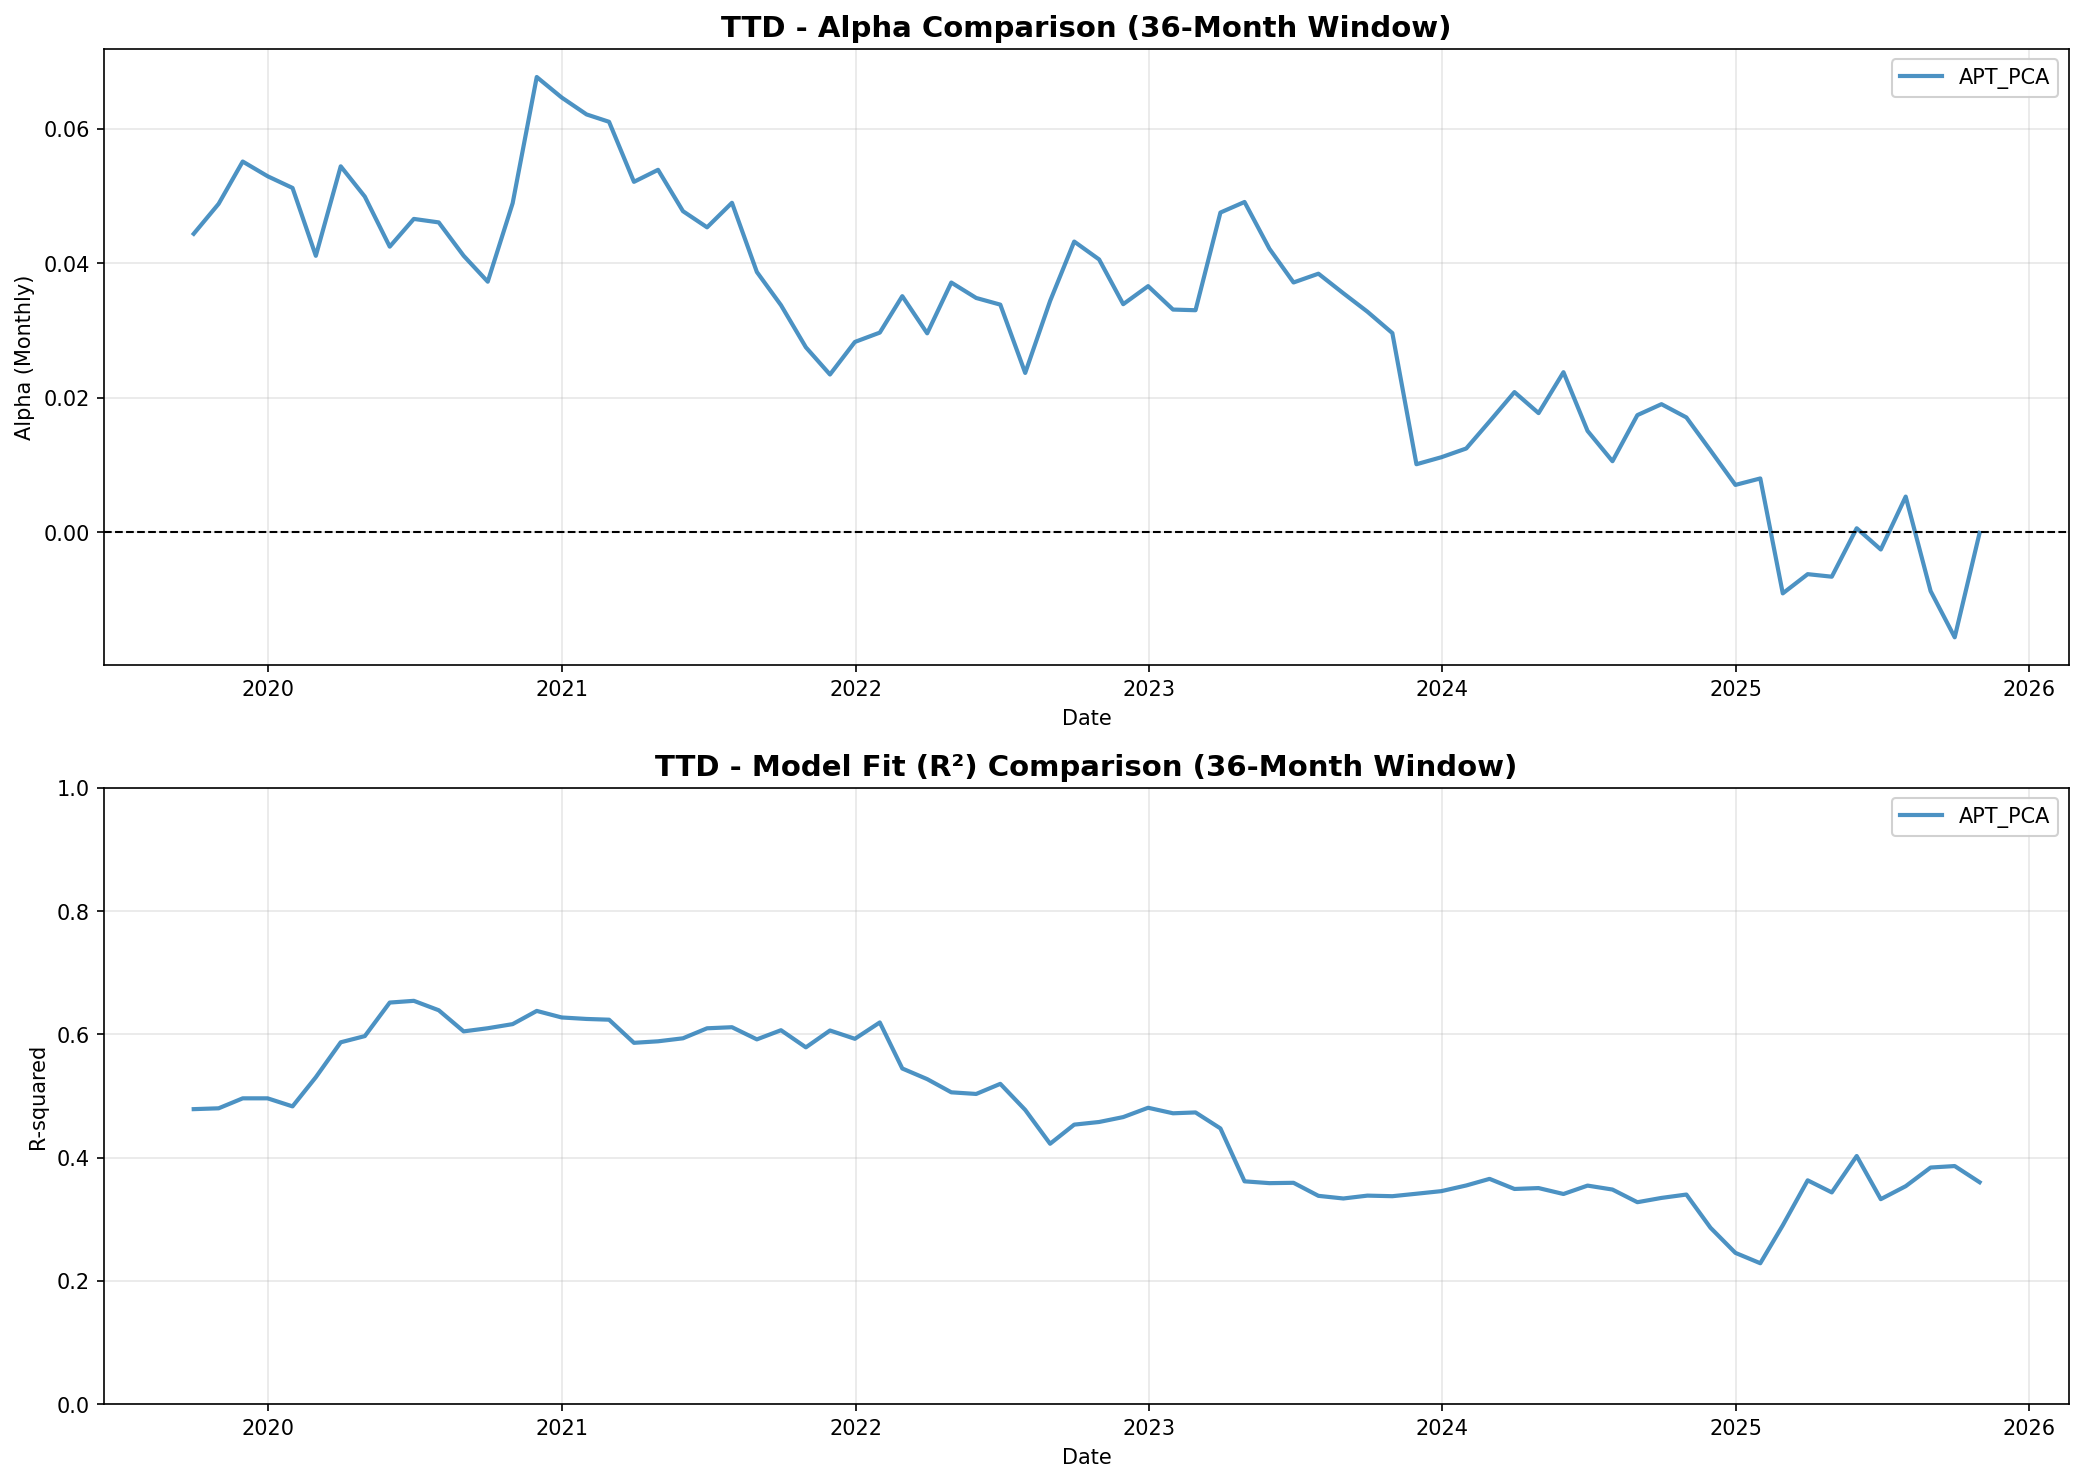 TTD - Alpha Comparison (36-Month Window)
APT_PCA
0.06
0.04
0.02
0.00
Alpha (Monthly)
2020 2021 2022 2023 2024 2025 2026
Date
TTD - Model Fit (R²) Comparison (36-Month Window)
APT_PCA
1.0
0.8
0.6
0.4
0.2
0.0
R-squared
2020 2021 2022 2023 2024 2025 2026
Date